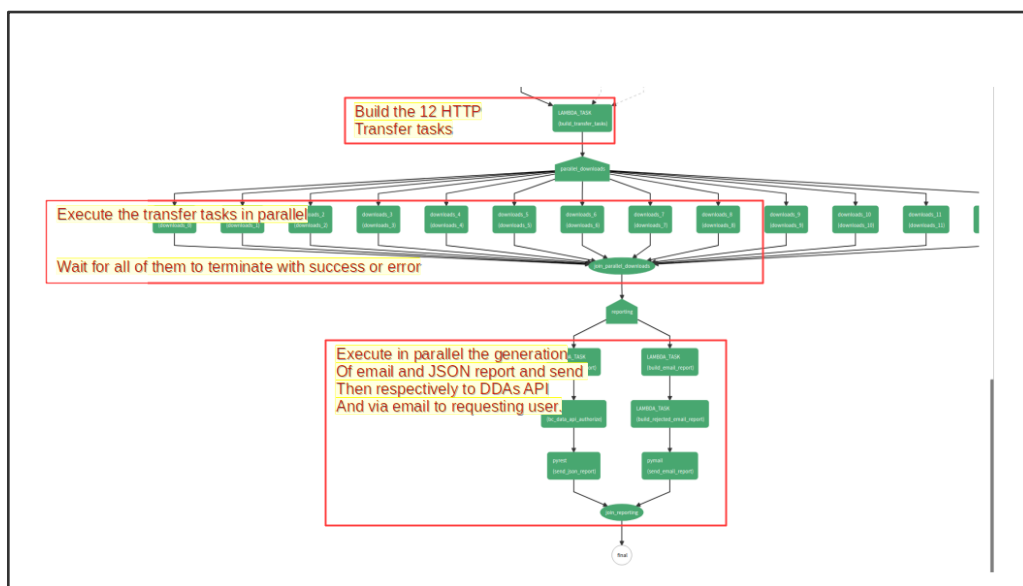 Build the 12 HTTP
Transfer tasks
LAMBDA_TASK
(build_transfer_tasks)
parallel_downloads
Execute the transfer tasks in parallel
downloads_2
downloads_3
downloads_4
downloads_5
downloads_6
downloads_7
downloads_8
downloads_9
downloads_10
downloads_11
(downloads_2)
(downloads_3)
(downloads_4)
(downloads_5)
(downloads_6)
(downloads_7)
(downloads_8)
(downloads_9)
(downloads_10)
(downloads_11)
Wait for all of them to terminate with success or error
join_parallel_downloads
reporting
Execute in parallel the generation
Of email and JSON report and send
Then respectively to DDAs API
And via email to requesting user.
LAMBDA_TASK
(build_email_report)
LAMBDA_TASK
(build_rejected_email_report)
pyrest
(send_json_report)
pymail
(send_email_report)
join_reporting
final